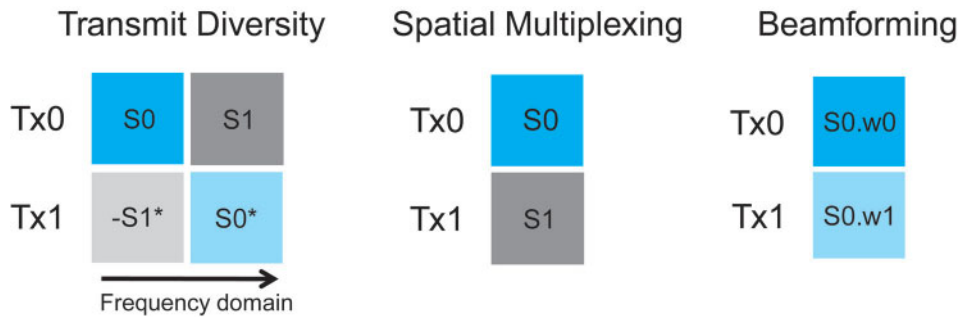 Transmit Diversity
Spatial Multiplexing
Beamforming
Tx0 S0 S1
Tx0 S0
Tx0 S0.w0
Tx1 -S1* S0*
Tx1 S1
Tx1 S0.w1
Frequency domain